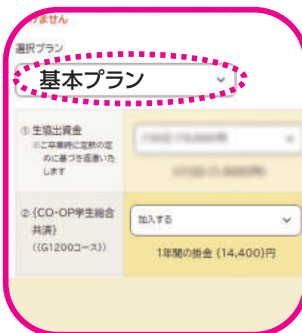 けません
選択プラン
基本プラン
① 生協出資金
※ご卒業時に定款の定
めに基づき返還いた
します
② {CO・OP学生総合
共済}
({G1200コース})
加入する
1年間の掛金 {14,400}円